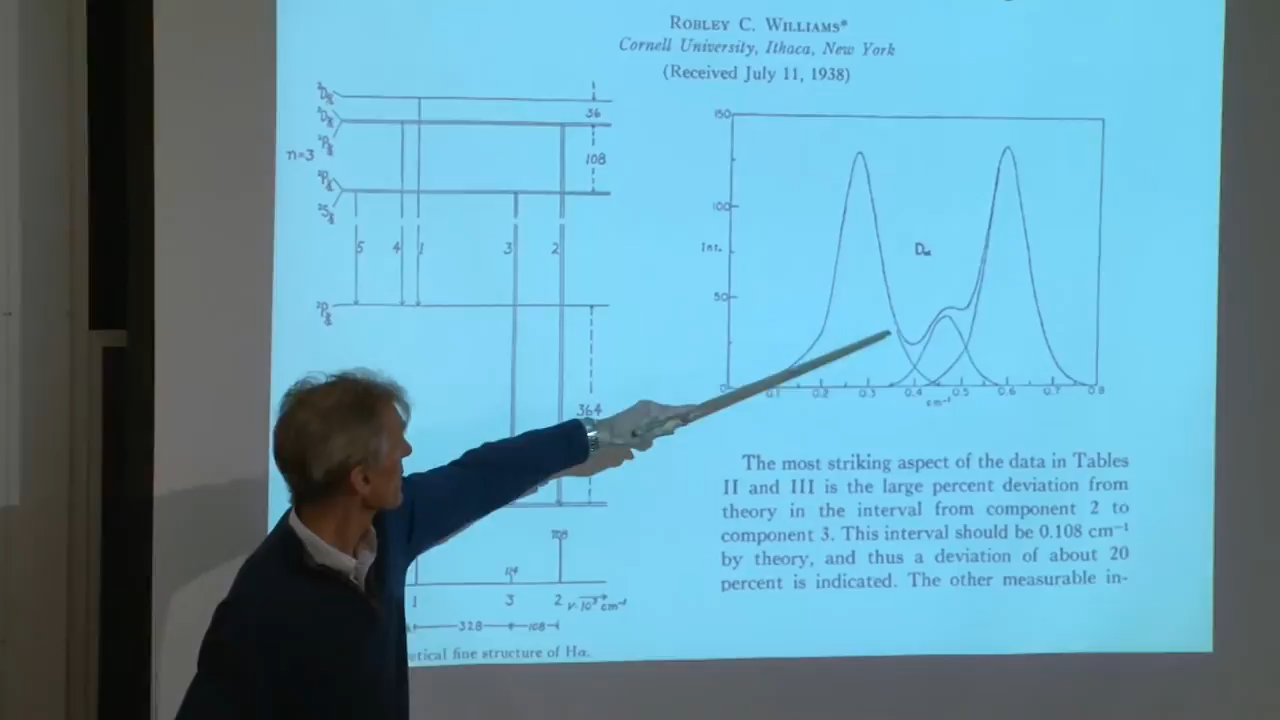 ROBLEY C. WILLIAMS*
Cornell University, Ithaca, New York
(Received July 11, 1938)
36
108
n=3
5 4 1 3 2
364
108
1 3 2 cm⁻¹
328 108
etical fine structure of Hα.
150
100
Int.
50
Dα
0.1 0.2 0.3 0.4 0.5 0.6 0.7 0.8
cm⁻¹
The most striking aspect of the data in Tables
II and III is the large percent deviation from
theory in the interval from component 2 to
component 3. This interval should be 0.108 cm⁻¹
by theory, and thus a deviation of about 20
percent is indicated. The other measurable in-